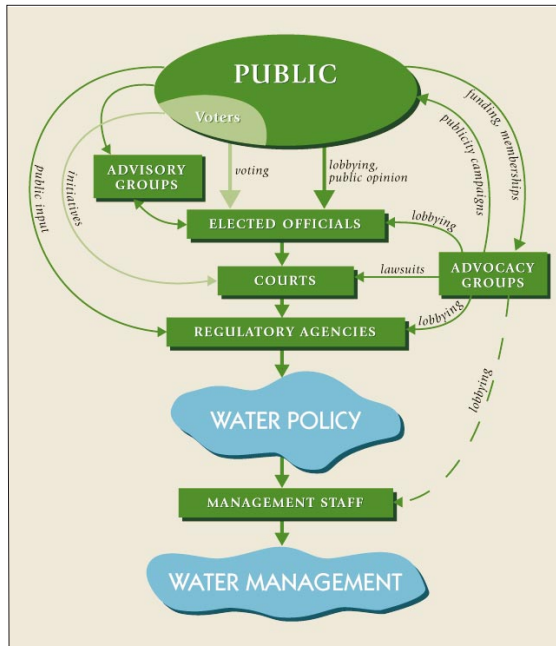 PUBLIC
Voters
funding, memberships
publicity campaigns
public input
initiatives
ADVISORY
GROUPS
voting
lobbying,
public opinion
ELECTED OFFICIALS
lobbying
COURTS
lawsuits
ADVOCACY
GROUPS
REGULATORY AGENCIES
lobbying
lobbying
WATER POLICY
MANAGEMENT STAFF
WATER MANAGEMENT